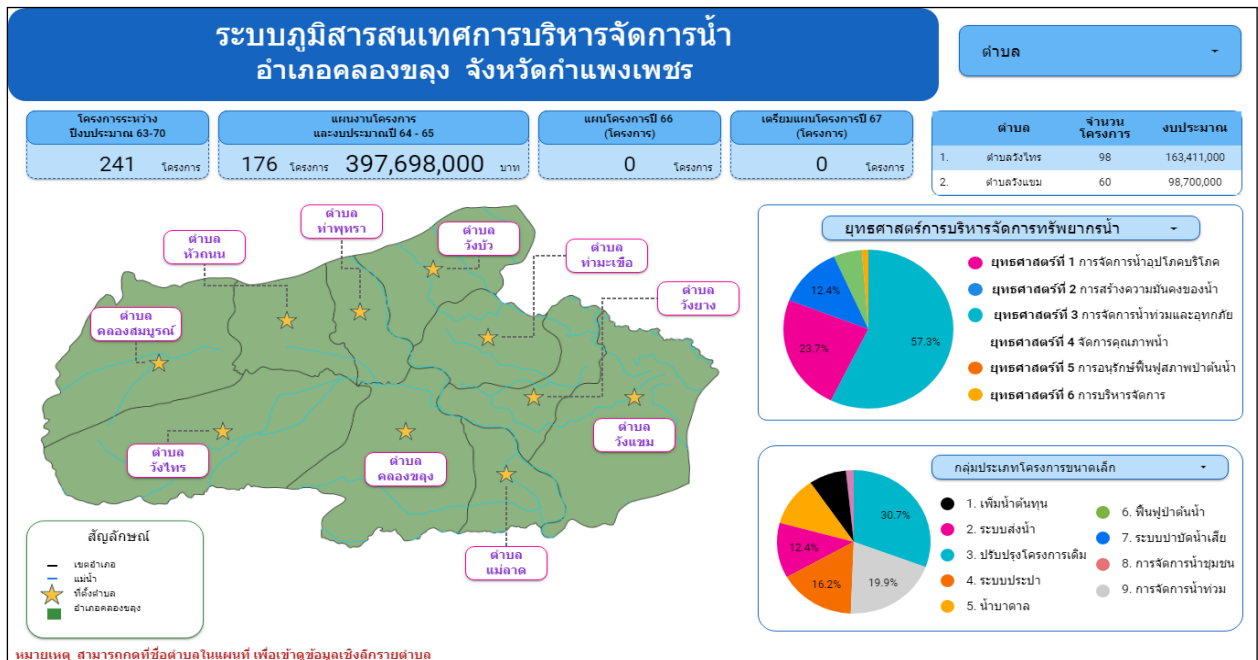 ระบบภูมิสารสนเทศการบริหารจัดการน้ำ
อำเภอคลองขลุง จังหวัดกำแพงเพชร
ตำบล
โครงการระหว่าง
ปีงบประมาณ 63-70
241 โครงการ
แผนงานโครงการ
และงบประมาณปี 64 - 65
176 โครงการ 397,698,000 บาท
แผนโครงการปี 66
(โครงการ)
0 โครงการ
เตรียมแผนโครงการปี 67
(โครงการ)
0 โครงการ
ตำบล จำนวนโครงการ งบประมาณ
1. ตำบลวังไทร 98 163,411,000
2. ตำบลวังแขม 60 98,700,000
ตำบล
ท่าพุทรา
ตำบล
หัวถนน
ตำบล
วังบัว
ตำบล
ท่ามะเขือ
ตำบล
วังยาง
ตำบล
คลองสมบูรณ์
ตำบล
วังแขม
ตำบล
วังไทร
ตำบล
คลองขลุง
ตำบล
แม่ลาด
สัญลักษณ์
เขตอำเภอ
แม่น้ำ
ที่ตั้งตำบล
อำเภอคลองขลุง
ยุทธศาสตร์การบริหารจัดการทรัพยากรน้ำ
12.4%
23.7%
57.3%
ยุทธศาสตร์ที่ 1 การจัดการน้ำอุปโภคบริโภค
ยุทธศาสตร์ที่ 2 การสร้างความมั่นคงของน้ำ
ยุทธศาสตร์ที่ 3 การจัดการน้ำท่วมและอุทกภัย
ยุทธศาสตร์ที่ 4 จัดการคุณภาพน้ำ
ยุทธศาสตร์ที่ 5 การอนุรักษ์ฟื้นฟูสภาพป่าต้นน้ำ
ยุทธศาสตร์ที่ 6 การบริหารจัดการ
กลุ่มประเภทโครงการขนาดเล็ก
30.7%
12.4%
16.2%
19.9%
1. เพิ่มน้ำต้นทุน
2. ระบบส่งน้ำ
3. ปรับปรุงโครงการเดิม
4. ระบบประปา
5. น้ำบาดาล
6. ฟื้นฟูป่าต้นน้ำ
7. ระบบบำบัดน้ำเสีย
8. การจัดการน้ำชุมชน
9. การจัดการน้ำท่วม
หมายเหตุ สามารถกดที่ชื่อตำบลในแผนที่ เพื่อเข้าดูข้อมูลเชิงลึกรายตำบล